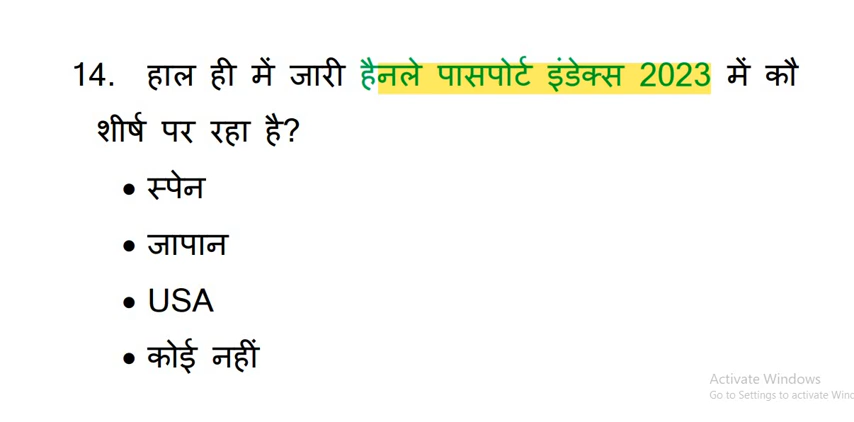 14. हाल ही में जारी हैनले पासपोर्ट इंडेक्स 2023 में कौ
शीर्ष पर रहा है?
• स्पेन
• जापान
• USA
• कोई नहीं
Activate Windows
Go to Settings to activate Winc